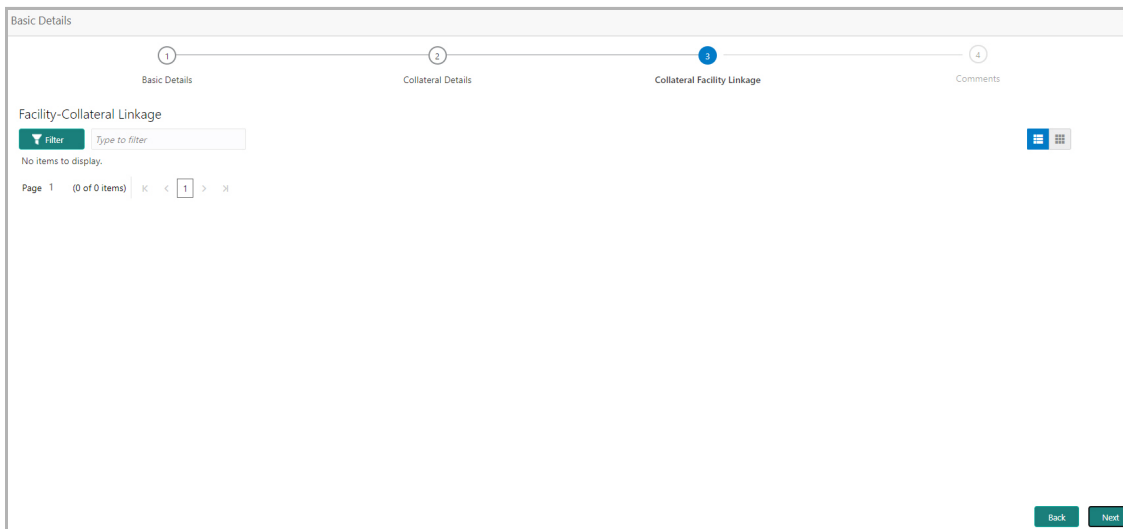 Basic Details
1 2 3 4
Basic Details Collateral Details Collateral Facility Linkage Comments
Facility-Collateral Linkage
Filter Type to filter
No items to display.
Page 1 (0 of 0 items) 1
Back Next